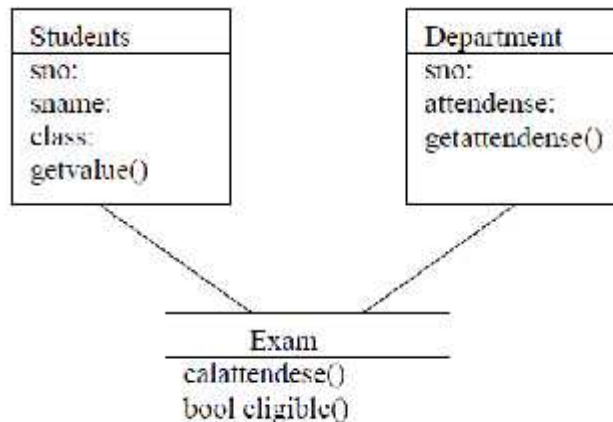 Students
sno:
sname:
class:
getvalue()
Department
sno:
attendense:
getattendense()
Exam
calattendese()
bool eligible()